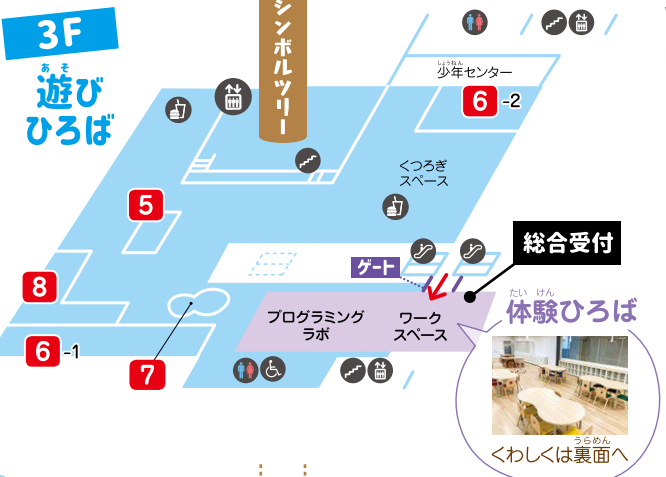 3F
あそ
遊び
ひろば
シンボルツリー
しょうねん
少年センター
6-2
くつろぎ
スペース
5
総合受付
ゲート
8
たいけん
体験ひろば
プログラミング
ラボ
ワーク
スペース
6-1
7
うらめん
くわしくは裏面へ